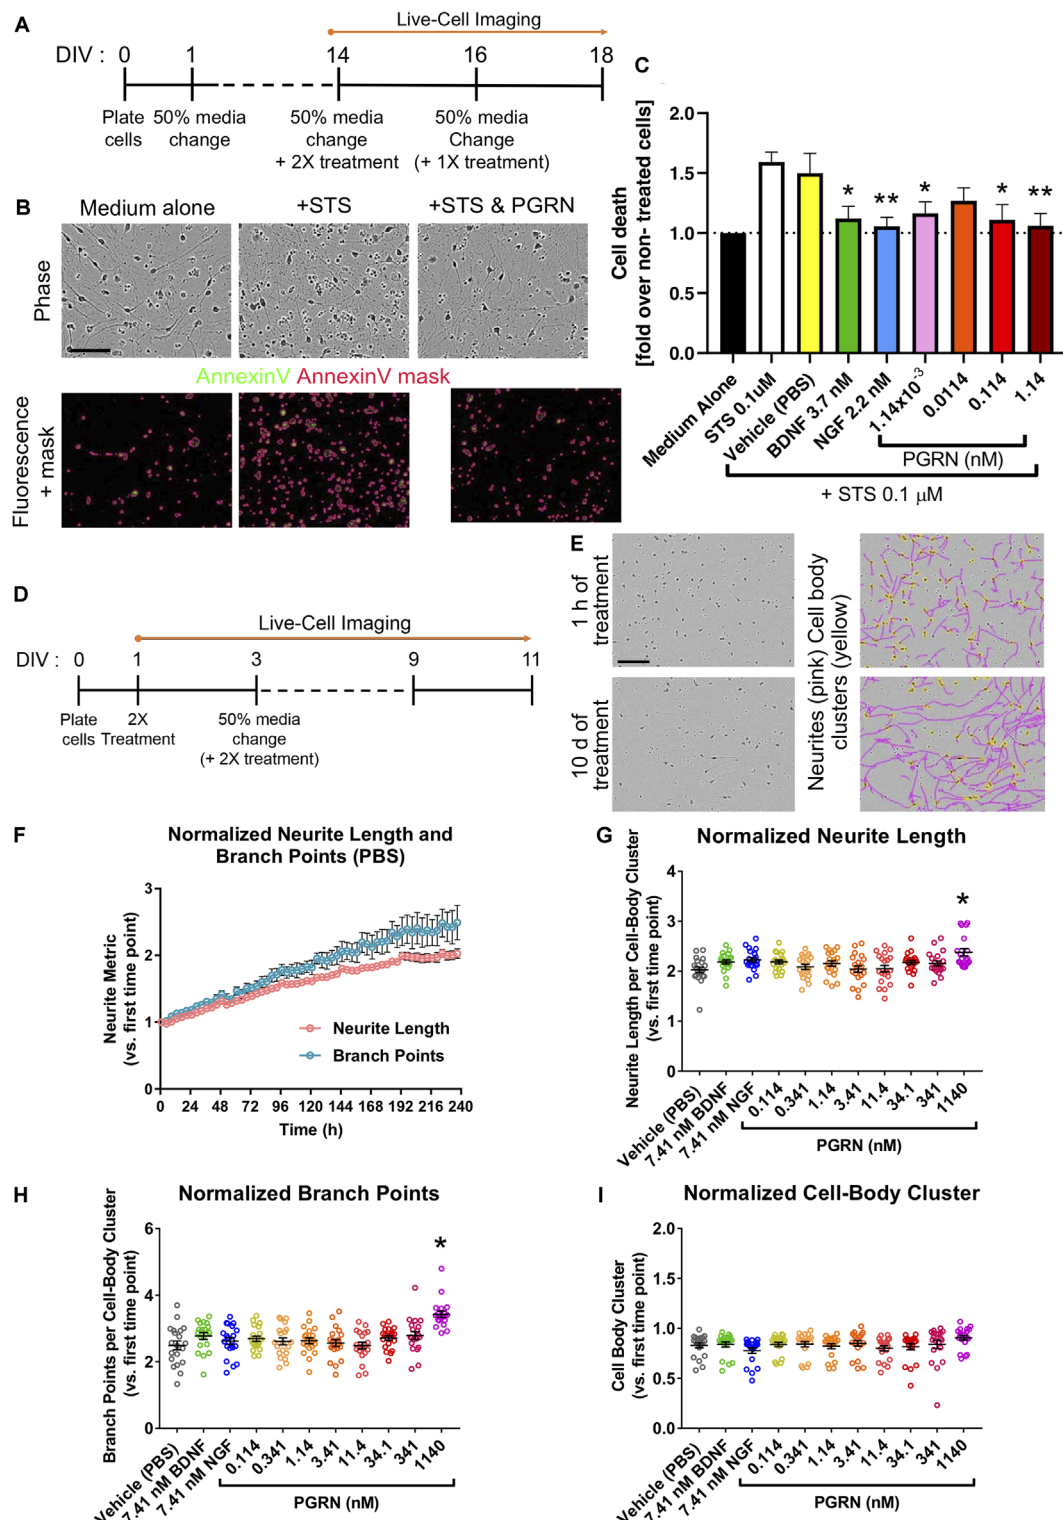 A
Live-Cell Imaging
DIV : 0 1 14 16 18
Plate cells
50% media change
50% media change + 2X treatment
50% media Change (+ 1X treatment)
B
Medium alone
+STS
+STS & PGRN
Phase
AnnexinV AnnexinV mask
Fluorescence + mask
C
Cell death
[fold over non- treated cells]
2.0
1.5
1.0
0.5
0.0
* ** * * **
Medium Alone
STS 0.1uM
Vehicle (PBS)
BDNF 3.7 nM
NGF 2.2 nM
1.14x10-3
0.0114
0.114
1.14
PGRN (nM)
+ STS 0.1 µM
D
Live-Cell Imaging
DIV : 0 1 3 9 11
Plate cells
2X Treatment
50% media change (+ 2X treatment)
E
1 h of treatment
10 d of treatment
Neurites (pink) Cell body clusters (yellow)
F
Normalized Neurite Length and
Branch Points (PBS)
Neurite Metric
(vs. first time point)
3
2
1
0
Neurite Length
Branch Points
0 24 48 72 96 120 144 168 192 216 240
Time (h)
G
Normalized Neurite Length
Neurite Length per Cell-Body Cluster
(vs. first time point)
4
3
2
1
0
*
Vehicle (PBS)
7.41 nM BDNF
7.41 nM NGF
0.114
0.341
1.14
3.41
11.4
34.1
341
1140
PGRN (nM)
H
Normalized Branch Points
Branch Points per Cell-Body Cluster
(vs. first time point)
6
4
2
0
*
Vehicle (PBS)
7.41 nM BDNF
7.41 nM NGF
0.114
0.341
1.14
3.41
11.4
34.1
341
1140
PGRN (nM)
I
Normalized Cell-Body Cluster
Cell Body Cluster
(vs. first time point)
2.0
1.5
1.0
0.5
0.0
Vehicle (PBS)
7.41 nM BDNF
7.41 nM NGF
0.114
0.341
1.14
3.41
11.4
34.1
341
1140
PGRN (nM)